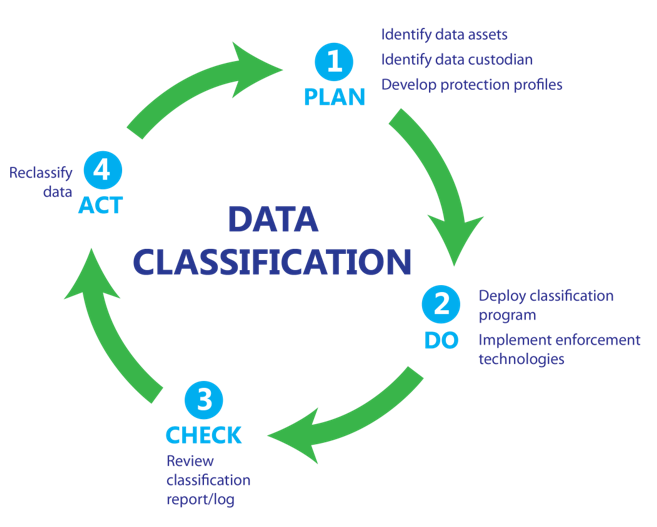 1
PLAN
Identify data assets
Identify data custodian
Develop protection profiles
2
DO
Deploy classification
program
Implement enforcement
technologies
3
CHECK
Review
classification
report/log
4
ACT
Reclassify
data
DATA
CLASSIFICATION